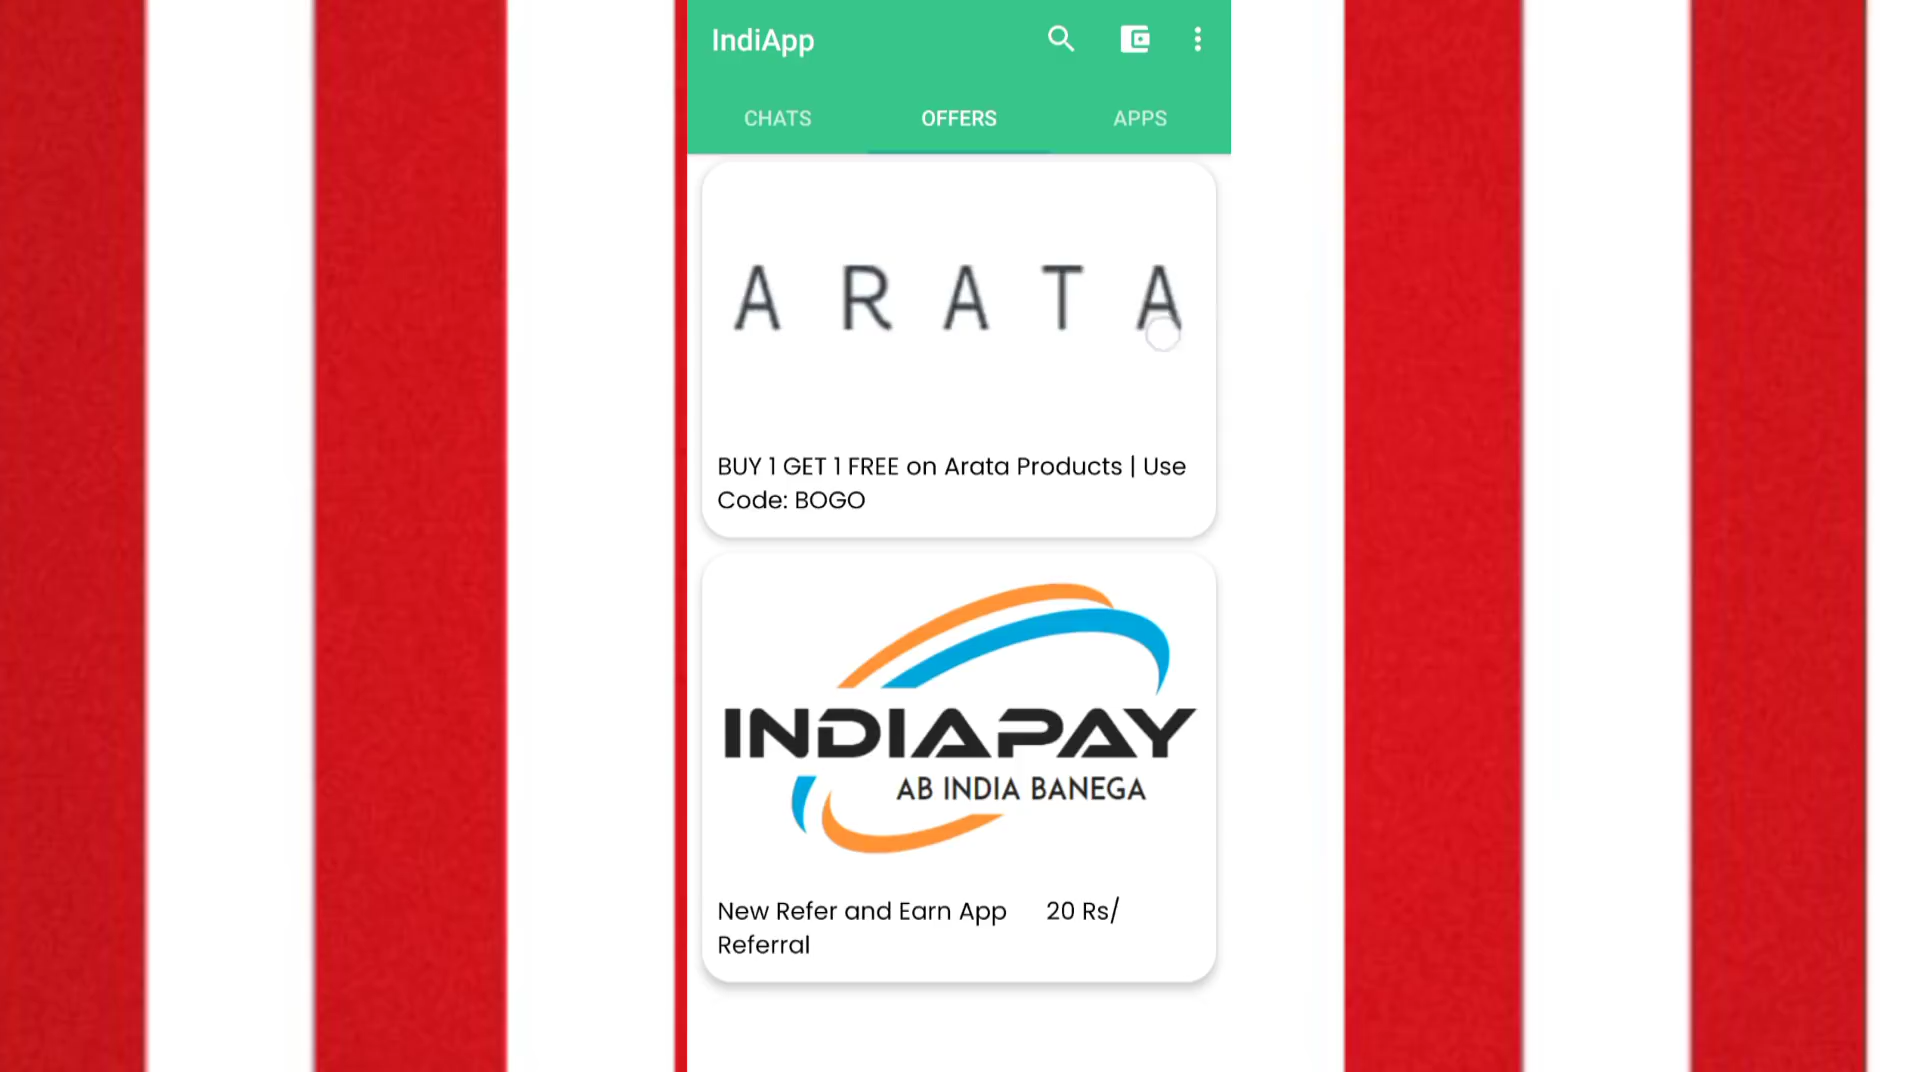 IndiApp
CHATS OFFERS APPS
ARATA
BUY 1 GET 1 FREE on Arata Products | Use
Code: BOGO
INDIAPAY
AB INDIA BANEGA
New Refer and Earn App 20 Rs/
Referral